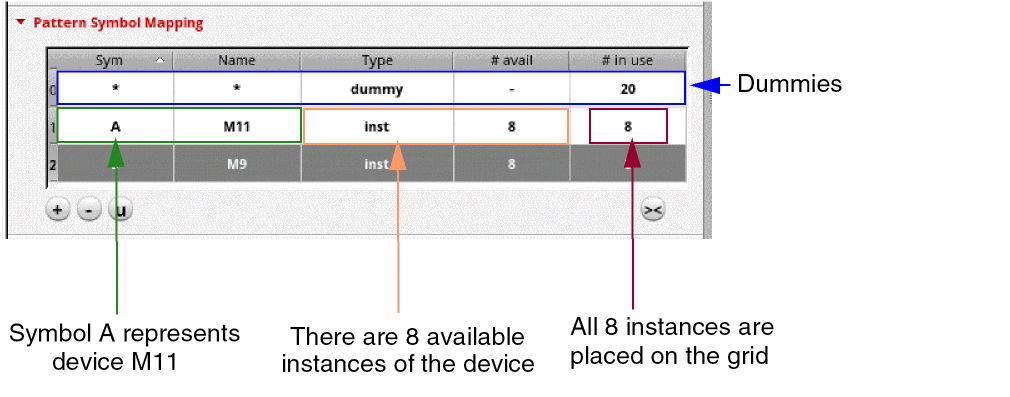 Pattern Symbol Mapping
Sym Name Type # avail # in use
0 * * dummy - 20
Dummies
1 A M11 inst 8 8
2 M9 inst 8
+ - u ><
Symbol A represents
device M11
There are 8 available
instances of the device
All 8 instances are
placed on the grid